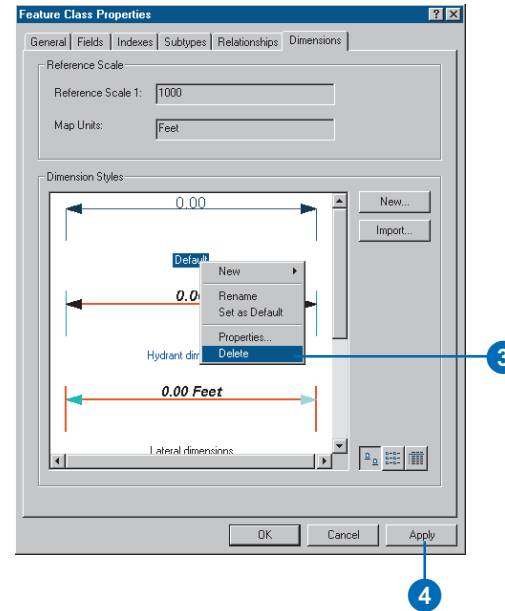 Feature Class Properties
General Fields Indexes Subtypes Relationships Dimensions
Reference Scale
Reference Scale 1: 1000
Map Units: Feet
Dimension Styles
0.00
New...
Import...
Default
New
Rename
Set as Default
Properties...
Delete
3
0.00 Feet
Lateral dimensions
OK Cancel Apply
4